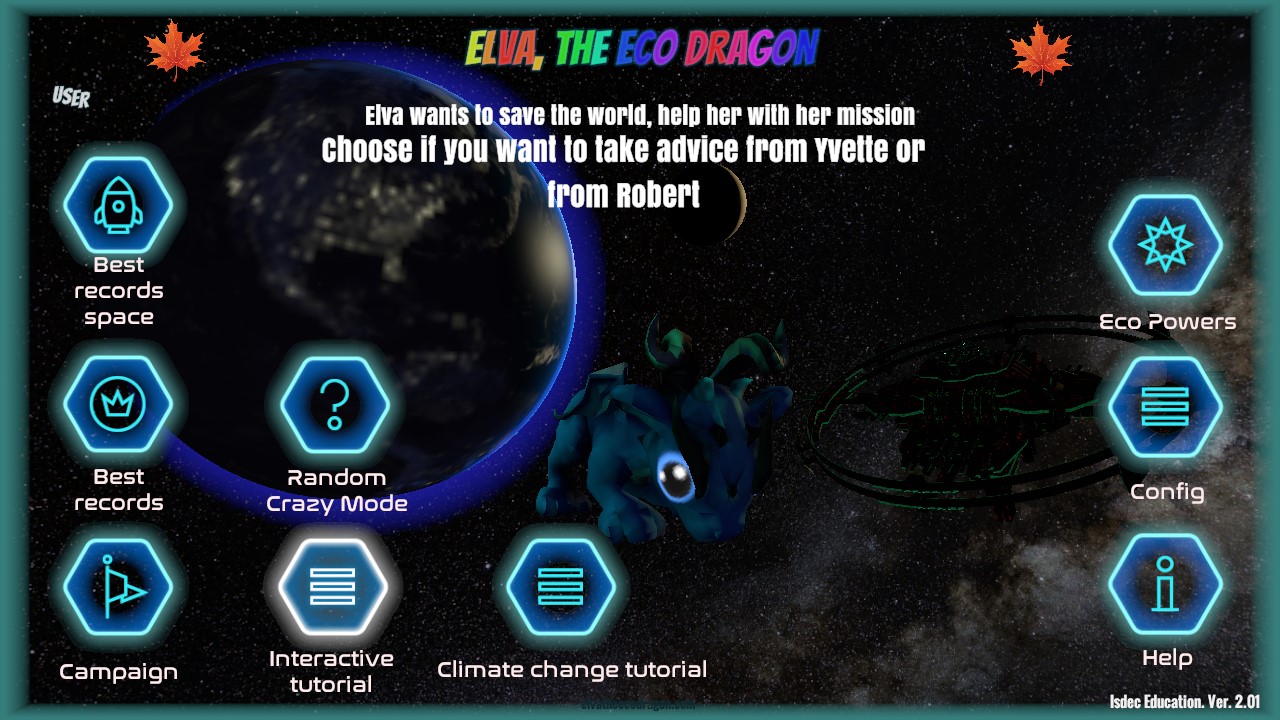 ELVA, THE ECO DRAGON
USER
Elva wants to save the world, help her with her mission
Choose if you want to take advice from Yvette or
from Robert
Best
records
space
Eco Powers
Best
records
Random
Crazy Mode
Config
Campaign
Interactive
tutorial
Climate change tutorial
Help
Isdec Education. Ver. 2.01